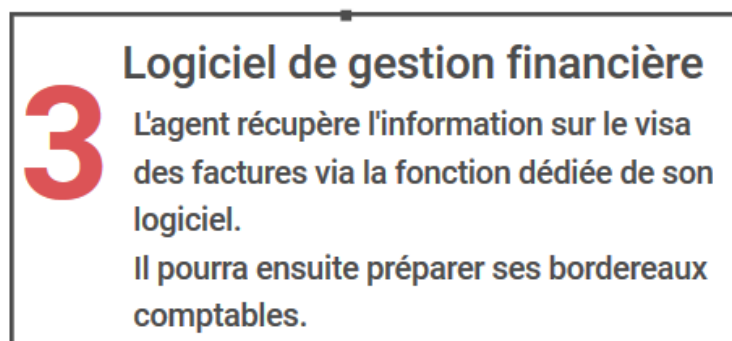 Logiciel de gestion financière
3
L'agent récupère l'information sur le visa
des factures via la fonction dédiée de son
logiciel.
Il pourra ensuite préparer ses bordereaux
comptables.